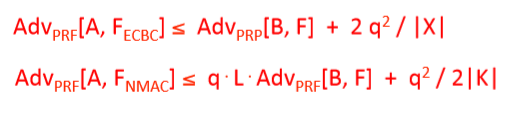 Adv_PRF[A, F_ECBC] ≤ Adv_PRP[B, F] + 2 q² / |X|
Adv_PRF[A, F_NMAC] ≤ q·L·Adv_PRF[B, F] + q² / 2|K|